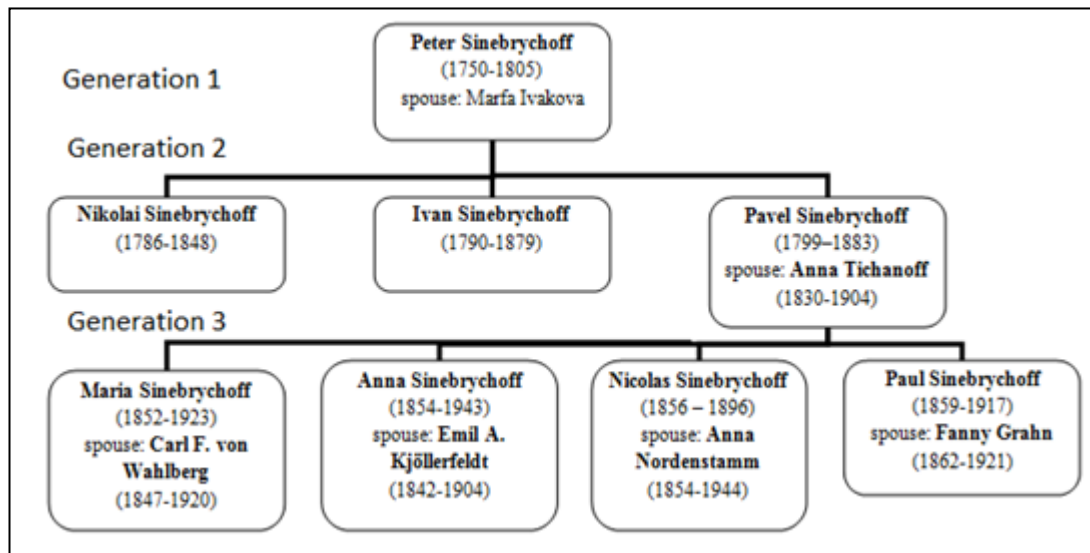 Generation 1
Peter Sinebrychoff
(1750-1805)
spouse: Marfa Ivakova
Generation 2
Nikolai Sinebrychoff
(1786-1848)
Ivan Sinebrychoff
(1790-1879)
Pavel Sinebrychoff
(1799–1883)
spouse: Anna Tichanoff
(1830-1904)
Generation 3
Maria Sinebrychoff
(1852-1923)
spouse: Carl F. von
Wahlberg
(1847-1920)
Anna Sinebrychoff
(1854-1943)
spouse: Emil A.
Kjöllerfeldt
(1842-1904)
Nicolas Sinebrychoff
(1856 – 1896)
spouse: Anna
Nordenstamm
(1854-1944)
Paul Sinebrychoff
(1859-1917)
spouse: Fanny Grahn
(1862-1921)